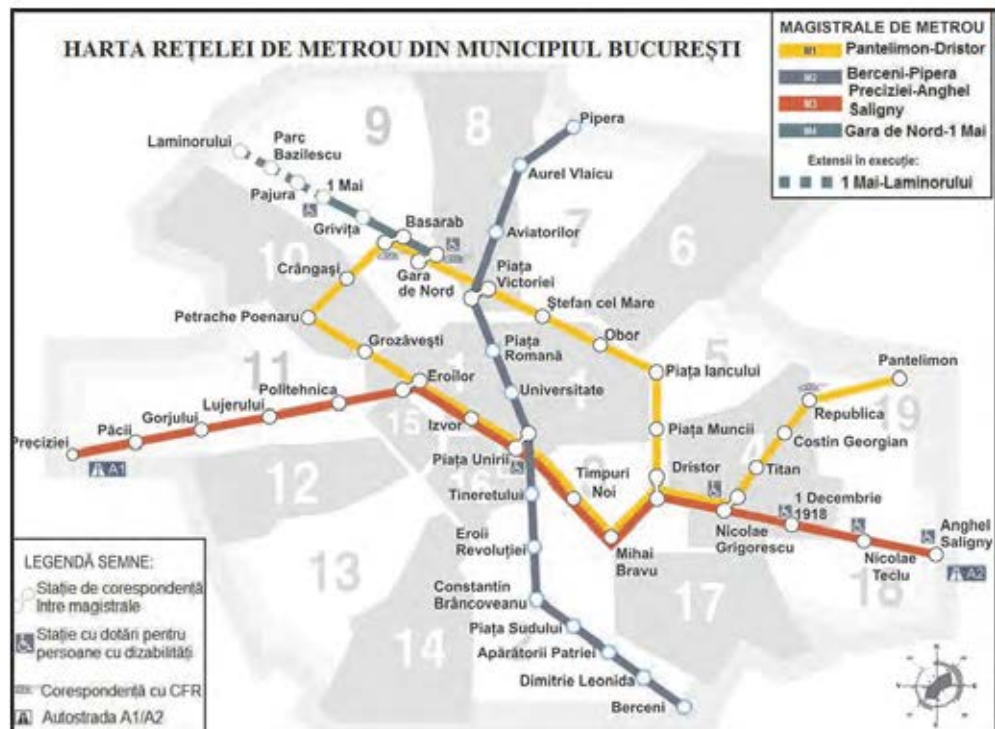 HARTA REȚELEI DE METROU DIN MUNICIPIUL BUCUREȘTI
MAGISTRALE DE METROU
M1 Pantelimon-Dristor
M2 Berceni-Pipera
M3 Preciziei-Anghel
Saligny
M4 Gara de Nord-1 Mai
Extensii în execuție:
1 Mai-Laminorului
9
8
Pipera
Laminorului
Parc
Bazilescu
Aurel Vlaicu
Pajura
1 Mai
7
6
Grivița
Basarab
Aviatorilor
10
Crângași
Gara
de Nord
Piața
Victoriei
Ștefan cel Mare
Petrache Poenaru
Obor
Grozăvești
Piața
Romană
5
Pantelimon
11
Piața Iancului
Politehnica
Eroilor
1
Universitate
1
Republica
19
Lujerului
Gorjului
15
Izvor
Piața Muncii
4
Costin Georgian
Păcii
Preciziei
A1
Piața Unirii
Dristor
Titan
12
16
Timpuri
Noi
1 Decembrie
1918
Tineretului
Nicolae
Grigorescu
Anghel
Saligny
Eroii
Revoluției
Mihai
Bravu
Nicolae
Teclu
A2
13
18
Constantin
Brâncoveanu
17
Piața Sudului
14
Apărătorii Patriei
Dimitrie Leonida
Berceni
LEGENDĂ SEMNE:
Stație de corespondență
între magistrale
Stație cu dotări pentru
persoane cu dizabilități
Corespondență cu CFR
Autostrada A1/A2